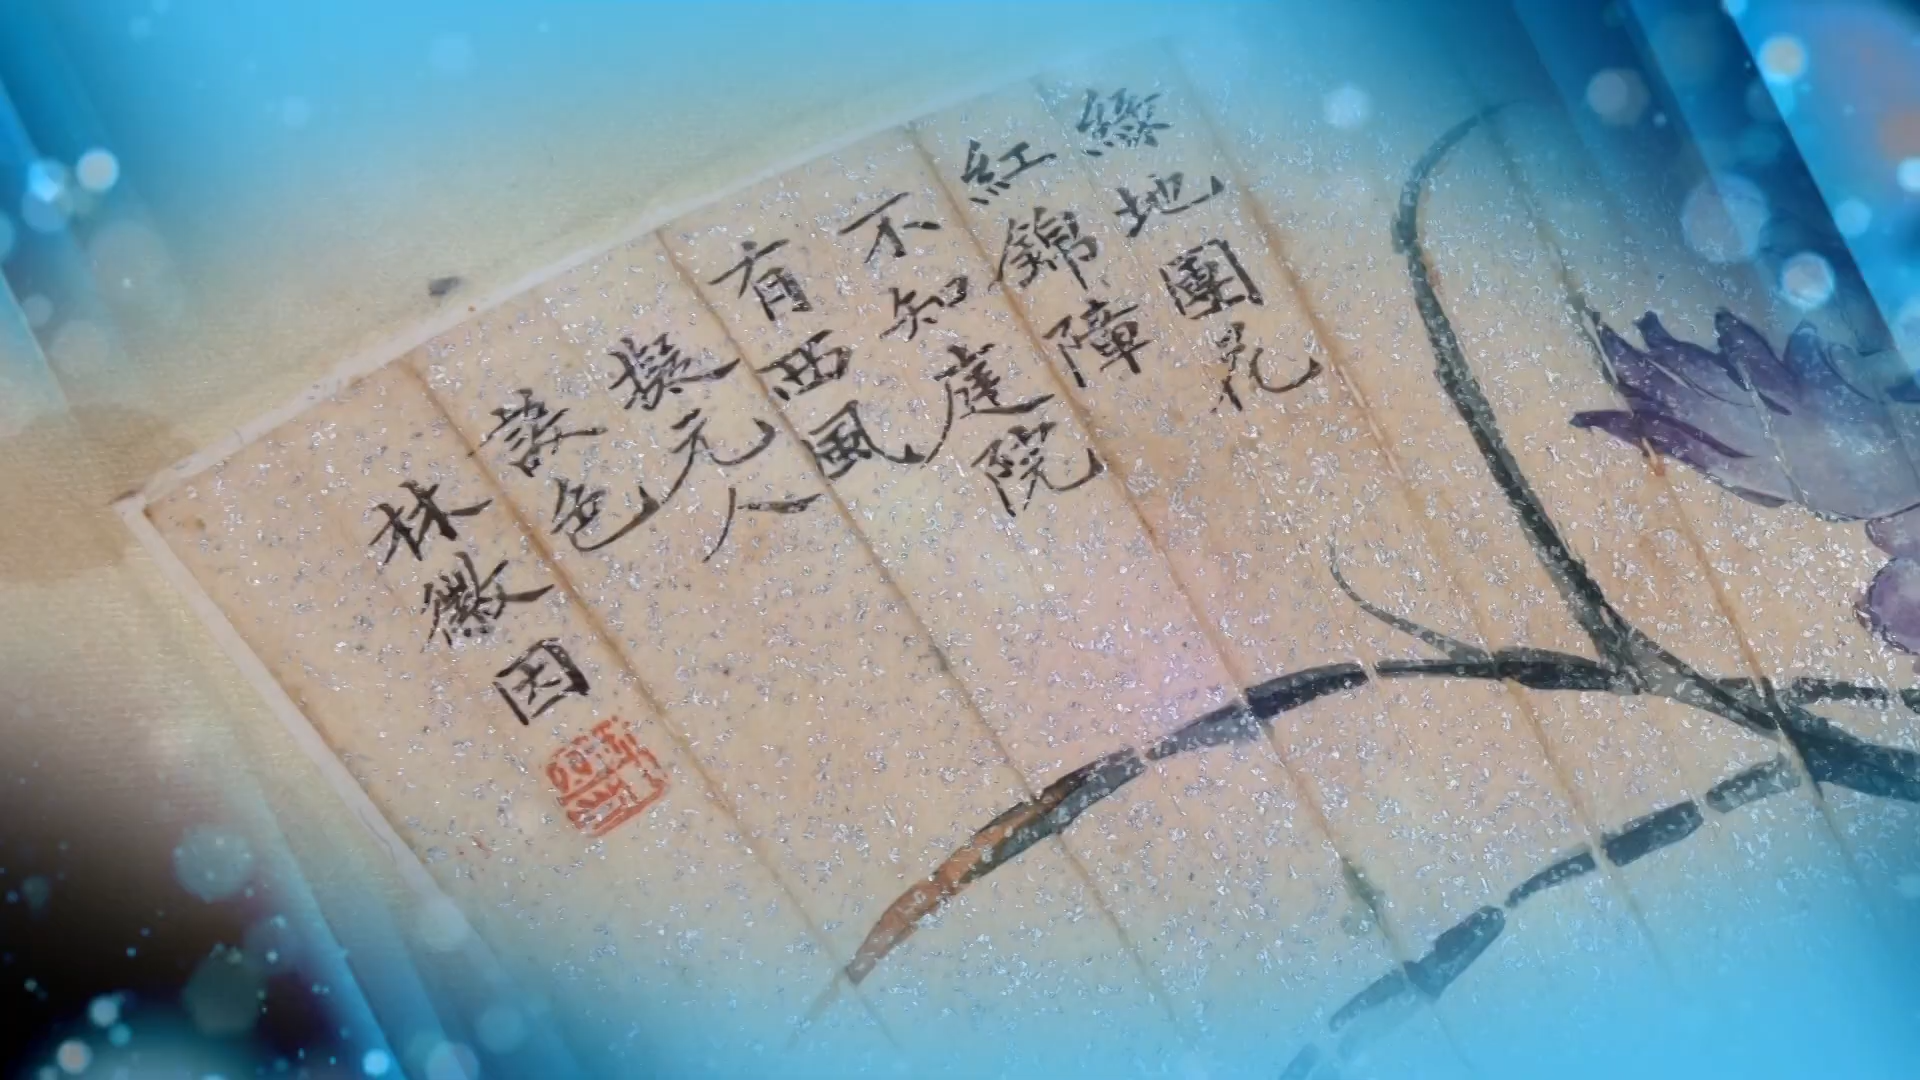 綠地團花
紅錦障
不知庭院
有西風
擬元人
設色
林徽因